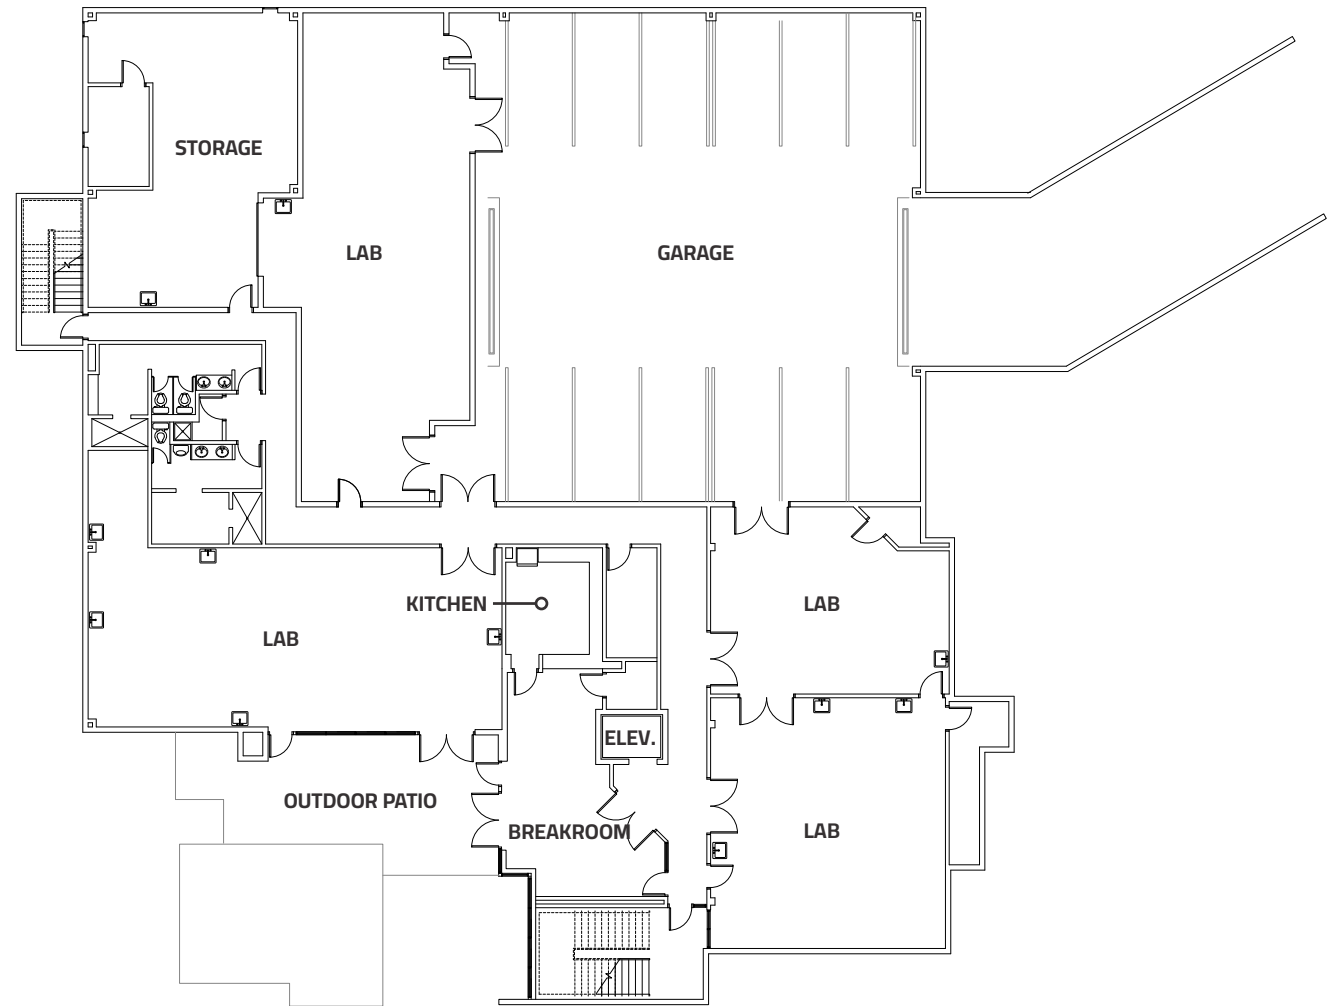 STORAGE
LAB
GARAGE
KITCHEN
LAB
LAB
ELEV.
OUTDOOR PATIO
BREAKROOM
LAB